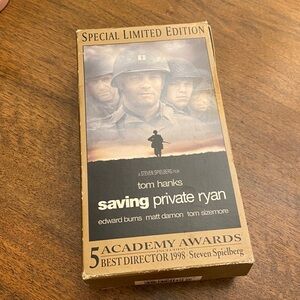 SPECIAL LIMITED EDITION
A STEVEN SPIELBERG FILM
tom hanks
saving private ryan
edward burns matt damon tom sizemore
5 ACADEMY AWARDS
INCLUDING
BEST DIRECTOR 1998 Steven Spielberg